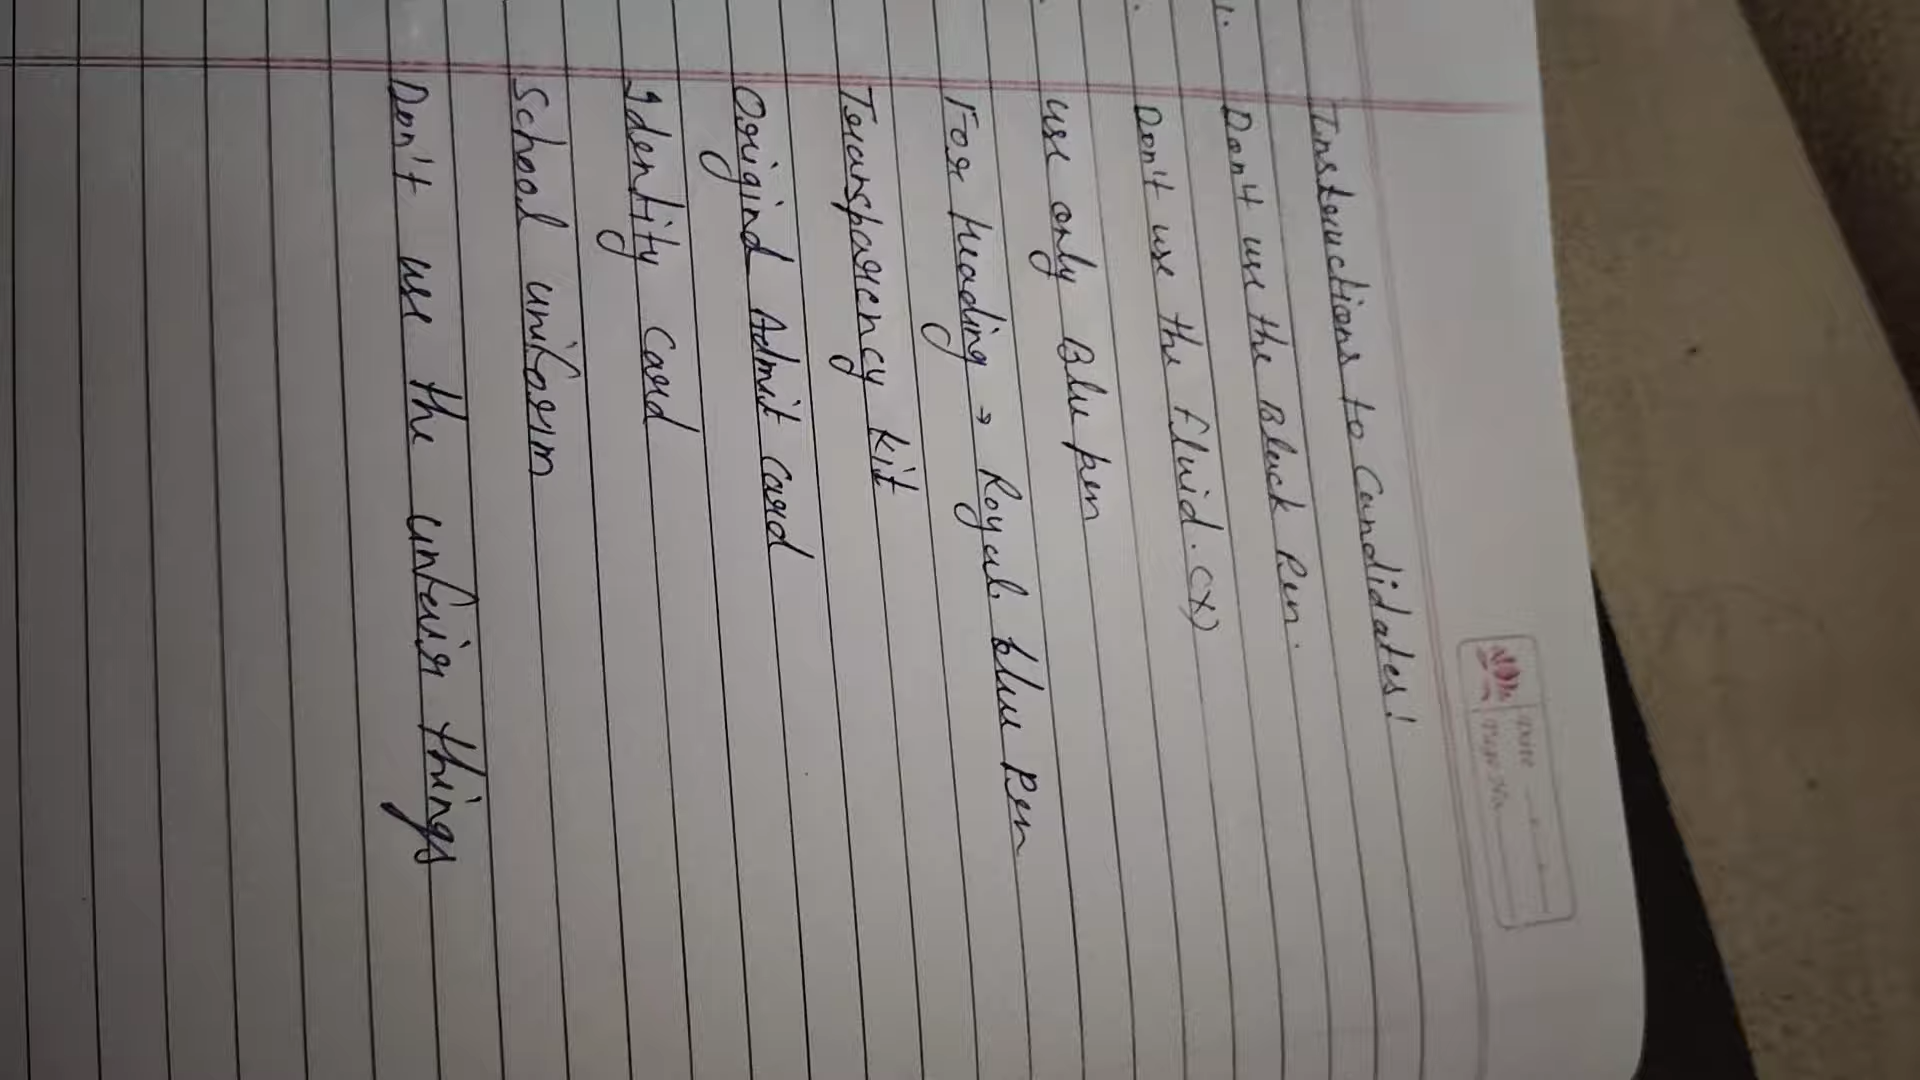 Instructions to Candidates!
1. Don't use the Black Pen.
. Don't use the fluid. (X)
. use only Blue pen
For Heading → Royal blue Pen
Transparency kit
Origind Admit Card
Identity Card
School uniform
Don't use the unfair things